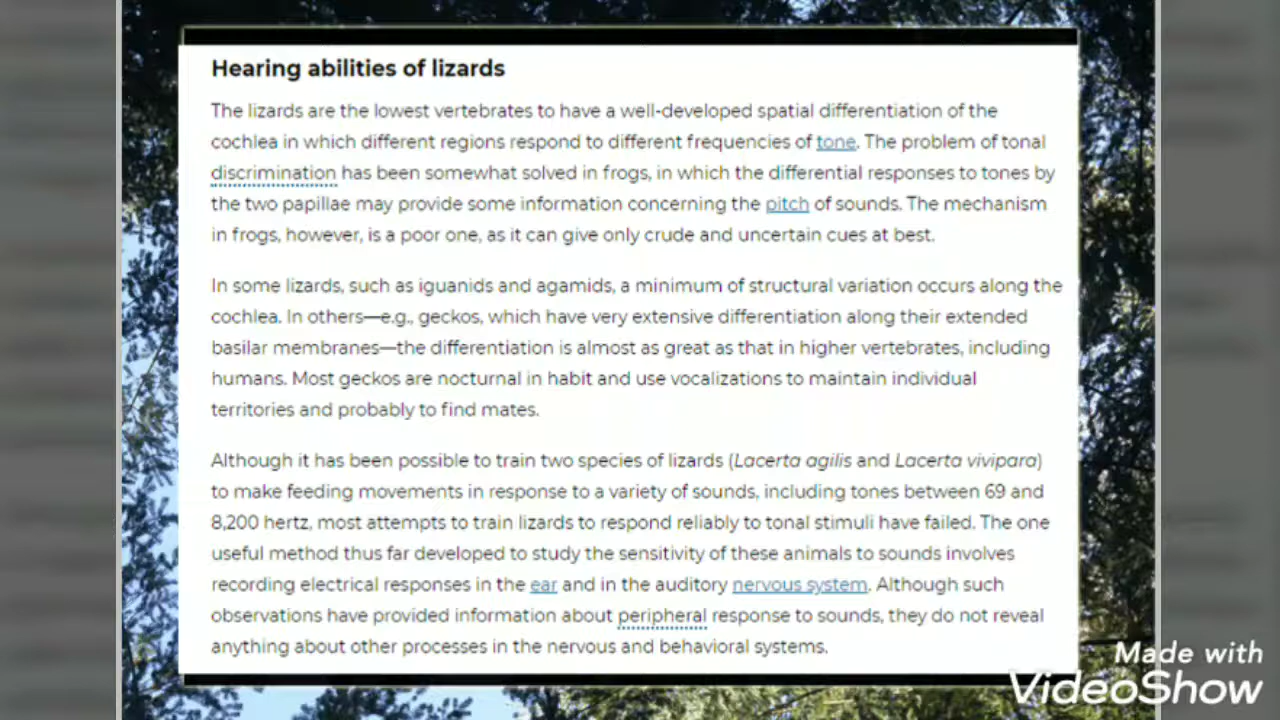 Hearing abilities of lizards
The lizards are the lowest vertebrates to have a well-developed spatial differentiation of the
cochlea in which different regions respond to different frequencies of tone. The problem of tonal
discrimination has been somewhat solved in frogs, in which the differential responses to tones by
the two papillae may provide some information concerning the pitch of sounds. The mechanism
in frogs, however, is a poor one, as it can give only crude and uncertain cues at best.
In some lizards, such as iguanids and agamids, a minimum of structural variation occurs along the
cochlea. In others—e.g., geckos, which have very extensive differentiation along their extended
basilar membranes—the differentiation is almost as great as that in higher vertebrates, including
humans. Most geckos are nocturnal in habit and use vocalizations to maintain individual
territories and probably to find mates.
Although it has been possible to train two species of lizards (Lacerta agilis and Lacerta vivipara)
to make feeding movements in response to a variety of sounds, including tones between 69 and
8,200 hertz, most attempts to train lizards to respond reliably to tonal stimuli have failed. The one
useful method thus far developed to study the sensitivity of these animals to sounds involves
recording electrical responses in the ear and in the auditory nervous system. Although such
observations have provided information about peripheral response to sounds, they do not reveal
anything about other processes in the nervous and behavioral systems.
Made with
VideoShow